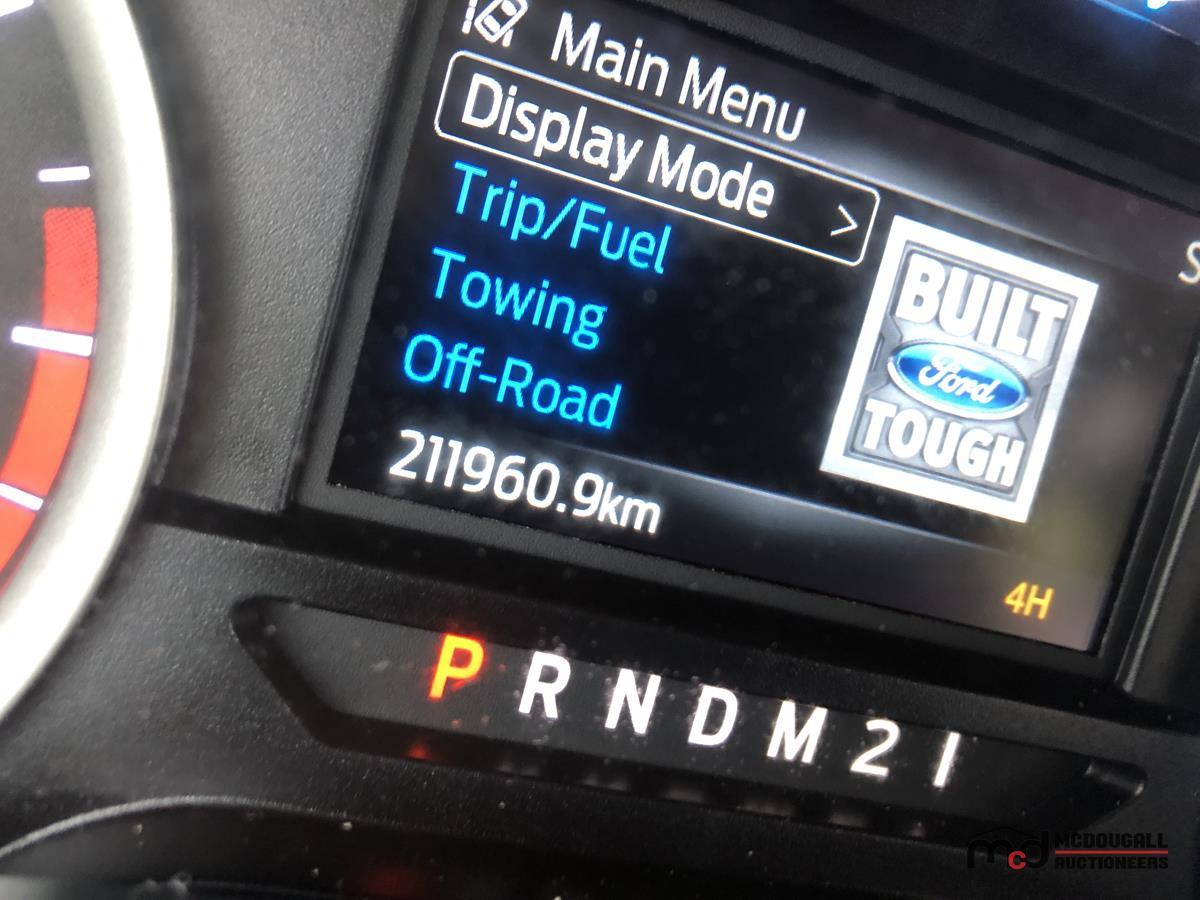 Main Menu
Display Mode >
Trip/Fuel
Towing
Off-Road
211960.9km
BUILT
Ford
TOUGH
4H
P R N D M 2 1
mcd MCDOUGALL
AUCTIONEERS